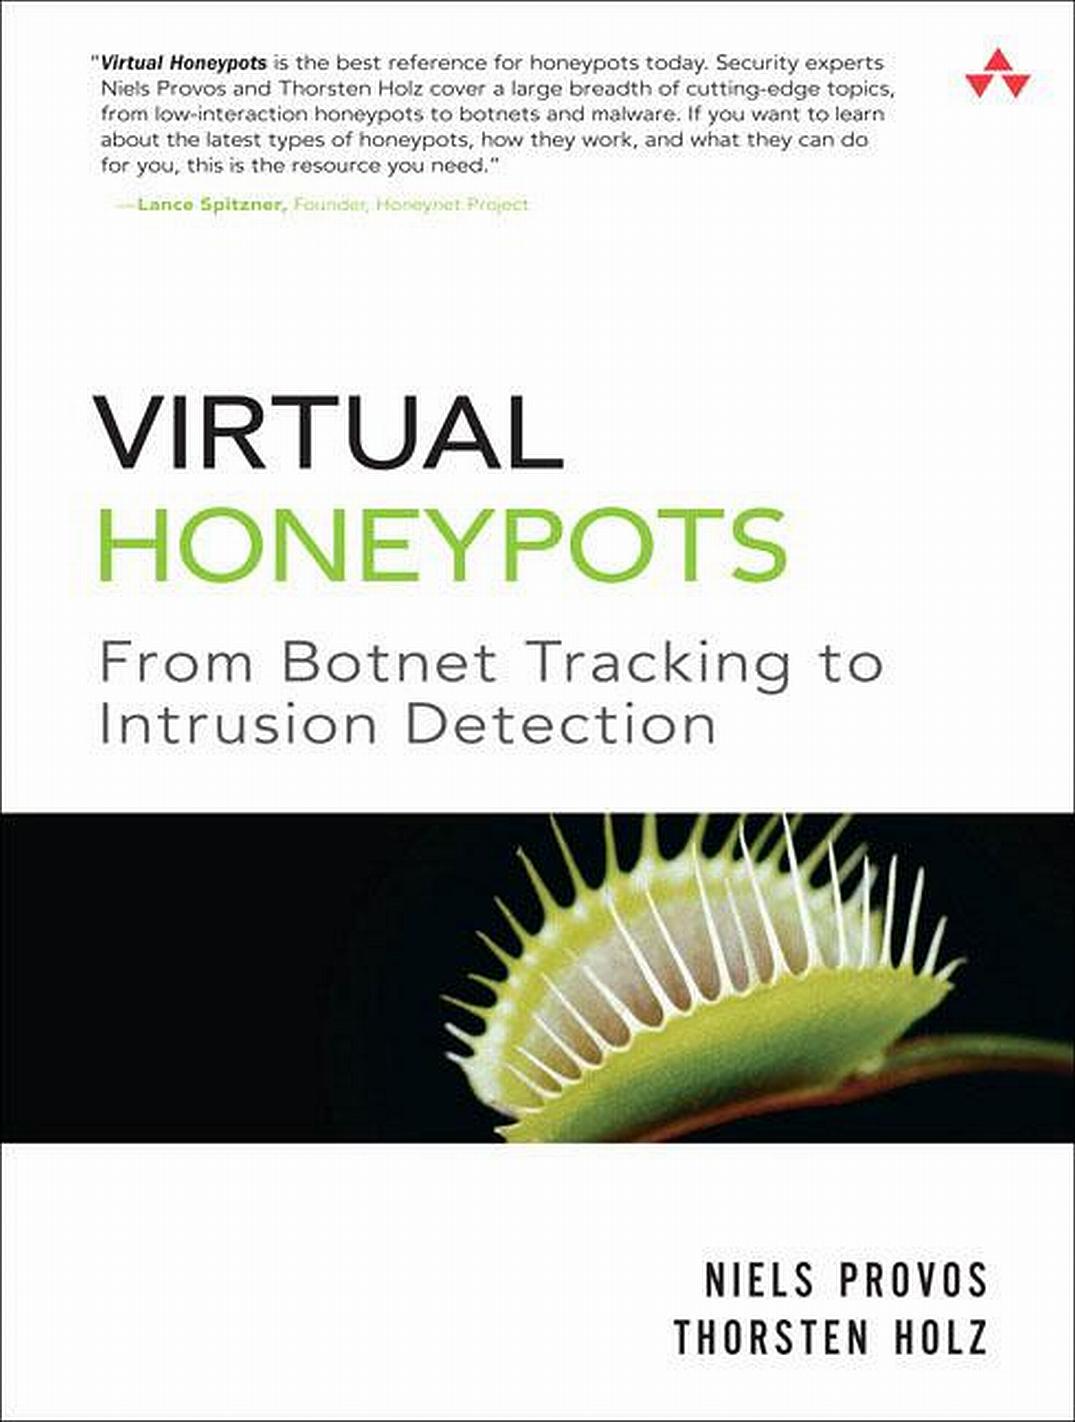 "Virtual Honeypots is the best reference for honeypots today. Security experts
Niels Provos and Thorsten Holz cover a large breadth of cutting-edge topics,
from low-interaction honeypots to botnets and malware. If you want to learn
about the latest types of honeypots, how they work, and what they can do
for you, this is the resource you need."
—Lance Spitzner, Founder, Honeynet Project
VIRTUAL
HONEYPOTS
From Botnet Tracking to
Intrusion Detection
NIELS PROVOS
THORSTEN HOLZ